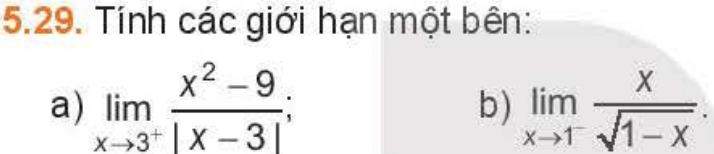 5.29. Tính các giới hạn một bên:
a) lim_{x→3⁺} (x² − 9)/|x − 3|; b) lim_{x→1⁻} x/√(1 − x).